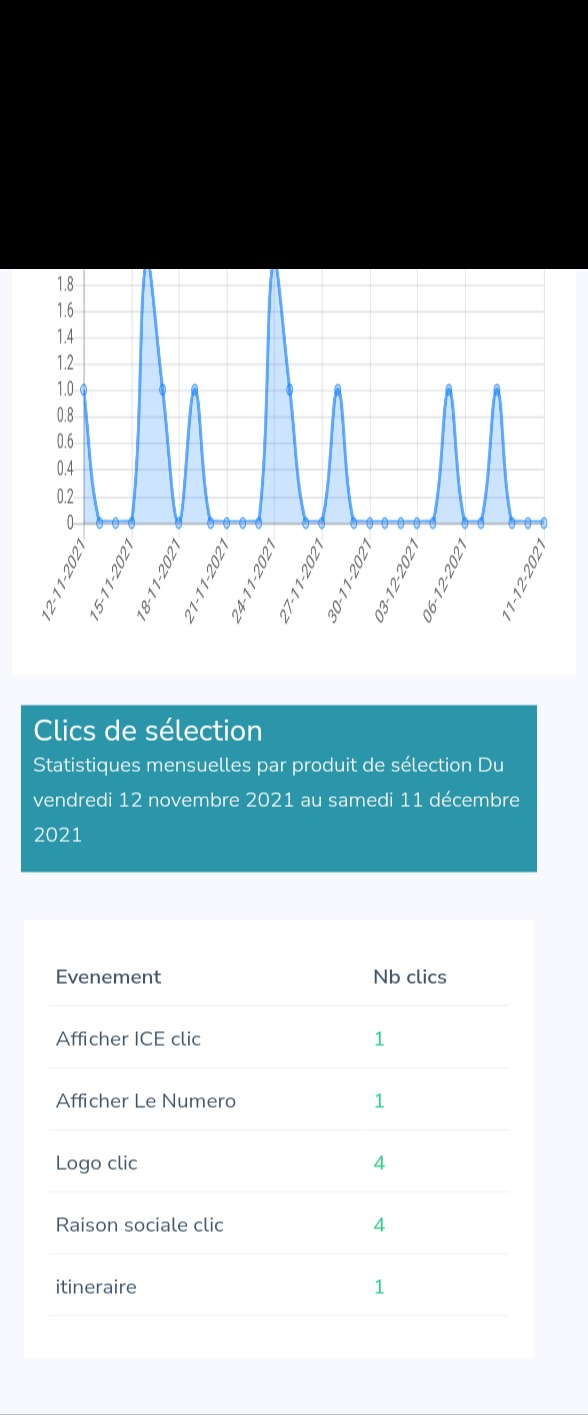 1.8
1.6
1.4
1.2
1.0
0.8
0.6
0.4
0.2
0
12-11-2021
15-11-2021
18-11-2021
21-11-2021
24-11-2021
27-11-2021
30-11-2021
03-12-2021
06-12-2021
11-12-2021
Clics de sélection
Statistiques mensuelles par produit de sélection Du
vendredi 12 novembre 2021 au samedi 11 décembre
2021
Evenement Nb clics
Afficher ICE clic 1
Afficher Le Numero 1
Logo clic 4
Raison sociale clic 4
itineraire 1